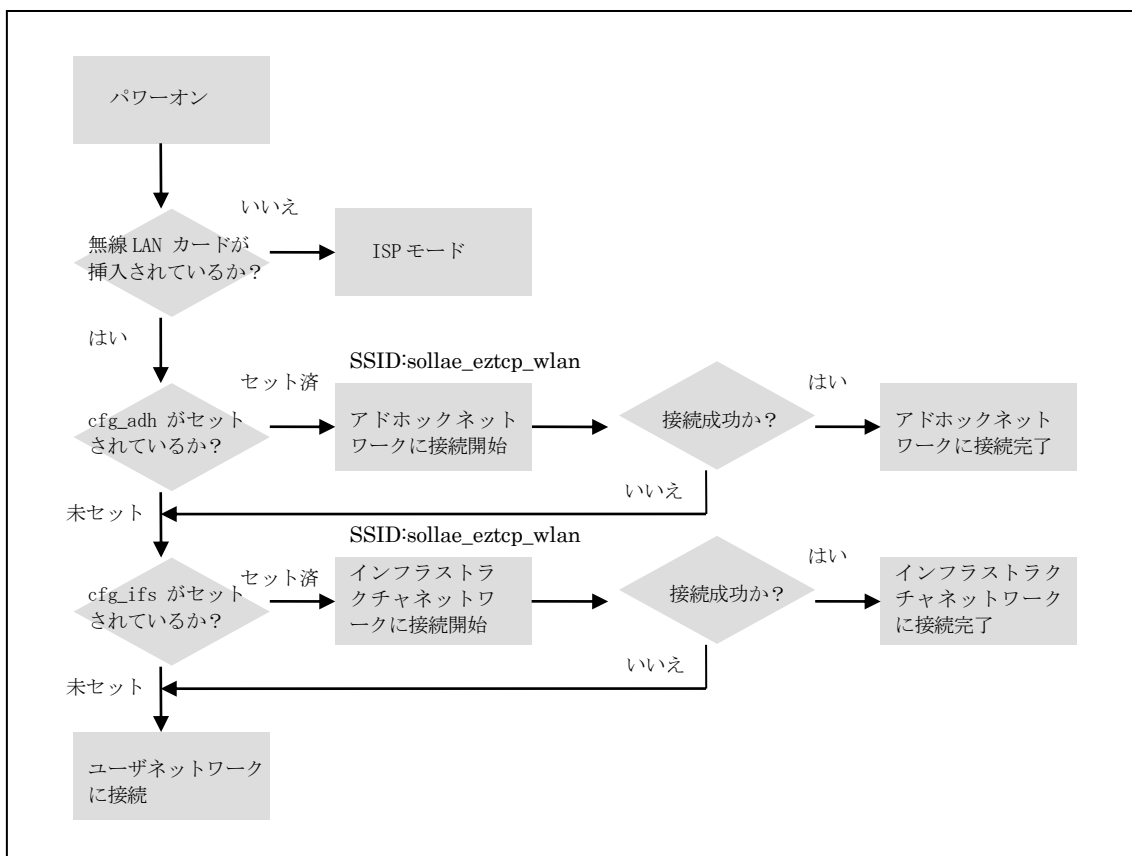 パワーオン
いいえ
無線 LAN カードが
挿入されているか？
ISP モード
はい
SSID:sollae_eztcp_wlan
セット済
はい
cfg_adh がセット
されているか？
アドホックネット
ワークに接続開始
接続成功か？
アドホックネット
ワークに接続完了
いいえ
未セット
SSID:sollae_eztcp_wlan
セット済
はい
cfg_ifs がセット
されているか？
インフラストラ
クチャネットワ
ークに接続開始
接続成功か？
インフラストラク
チャネットワーク
に接続完了
いいえ
未セット
ユーザネットワーク
に接続